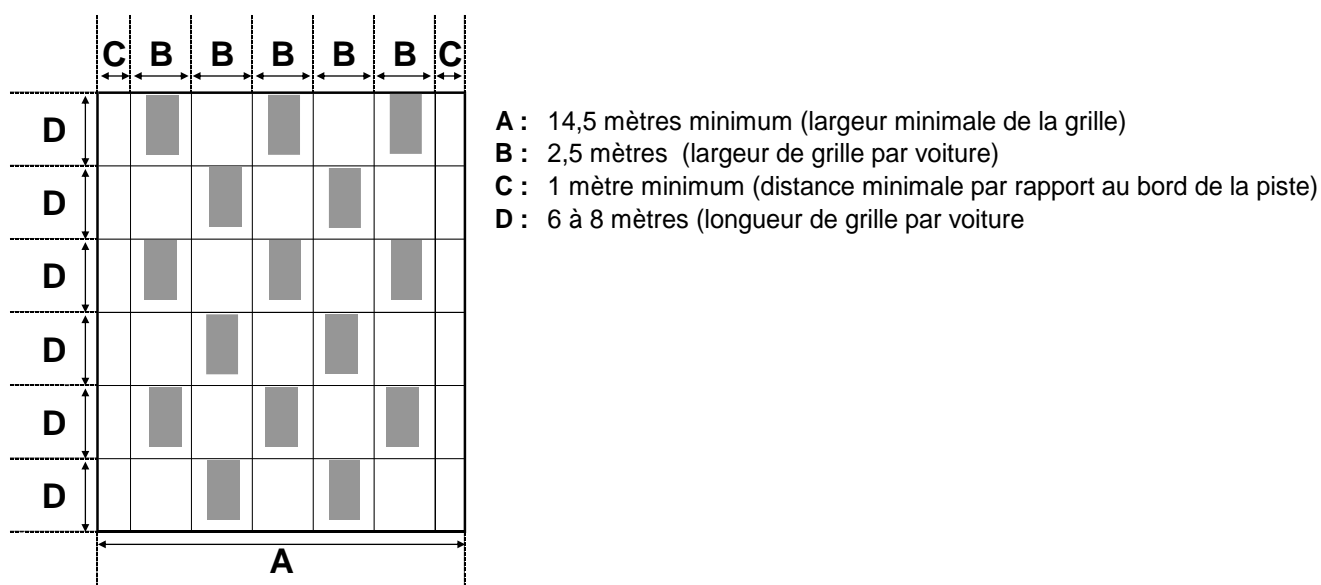 C B B B B B C
D
D
D
D
D
D
A
A : 14,5 mètres minimum (largeur minimale de la grille)
B : 2,5 mètres (largeur de grille par voiture)
C : 1 mètre minimum (distance minimale par rapport au bord de la piste)
D : 6 à 8 mètres (longueur de grille par voiture